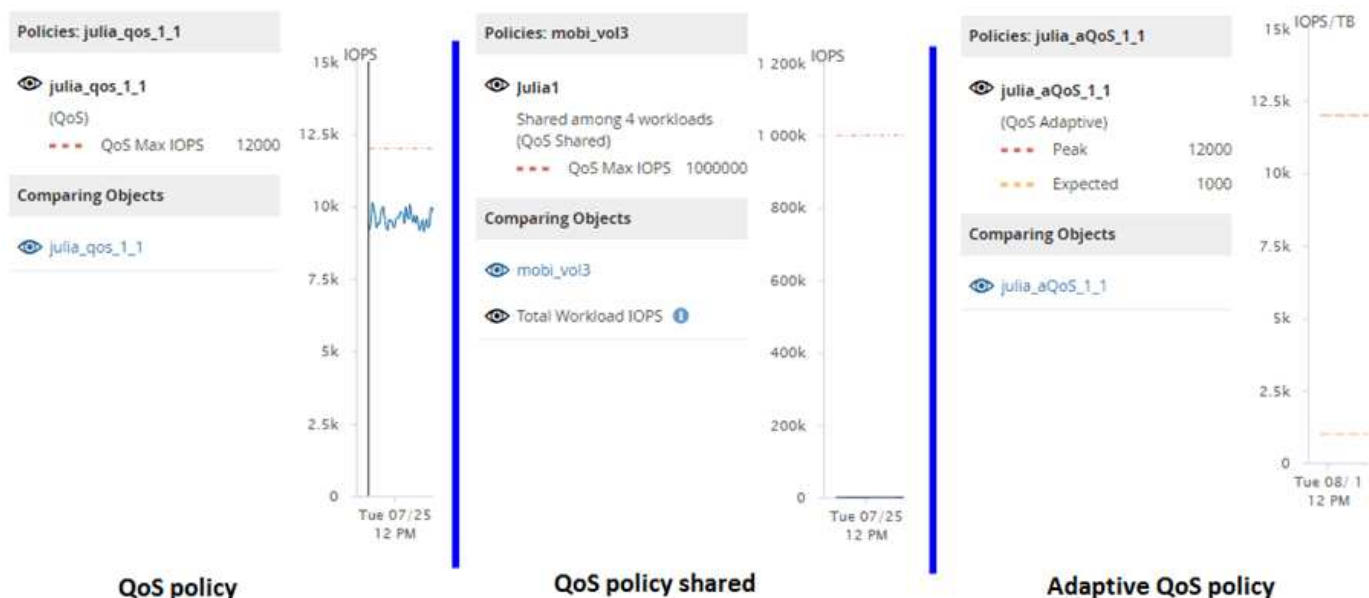 Policies: julia_qos_1_1
julia_qos_1_1
(QoS)
QoS Max IOPS 12000
Comparing Objects
julia_qos_1_1
IOPS
15k
12.5k
10k
7.5k
5k
2.5k
0
Tue 07/25
12 PM
QoS policy
Policies: mobi_vol3
Julia1
Shared among 4 workloads
(QoS Shared)
QoS Max IOPS 1000000
Comparing Objects
mobi_vol3
Total Workload IOPS
IOPS
1 200k
1 000k
800k
600k
400k
200k
0
Tue 07/25
12 PM
QoS policy shared
Policies: julia_aQoS_1_1
julia_aQoS_1_1
(QoS Adaptive)
Peak 12000
Expected 1000
Comparing Objects
julia_aQoS_1_1
IOPS/TB
15k
12.5k
10k
7.5k
5k
2.5k
0
Tue 08/ 1
12 PM
Adaptive QoS policy